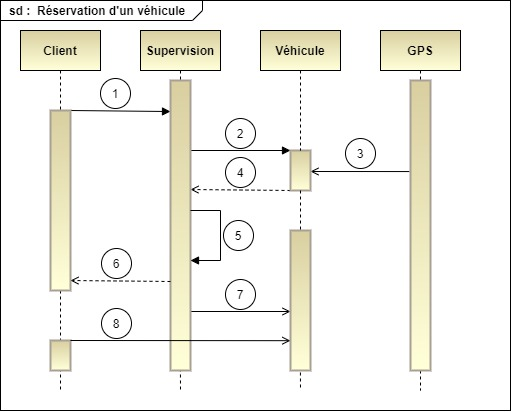 sd : Réservation d'un véhicule
Client
Supervision
Véhicule
GPS
1
2
3
4
5
6
7
8